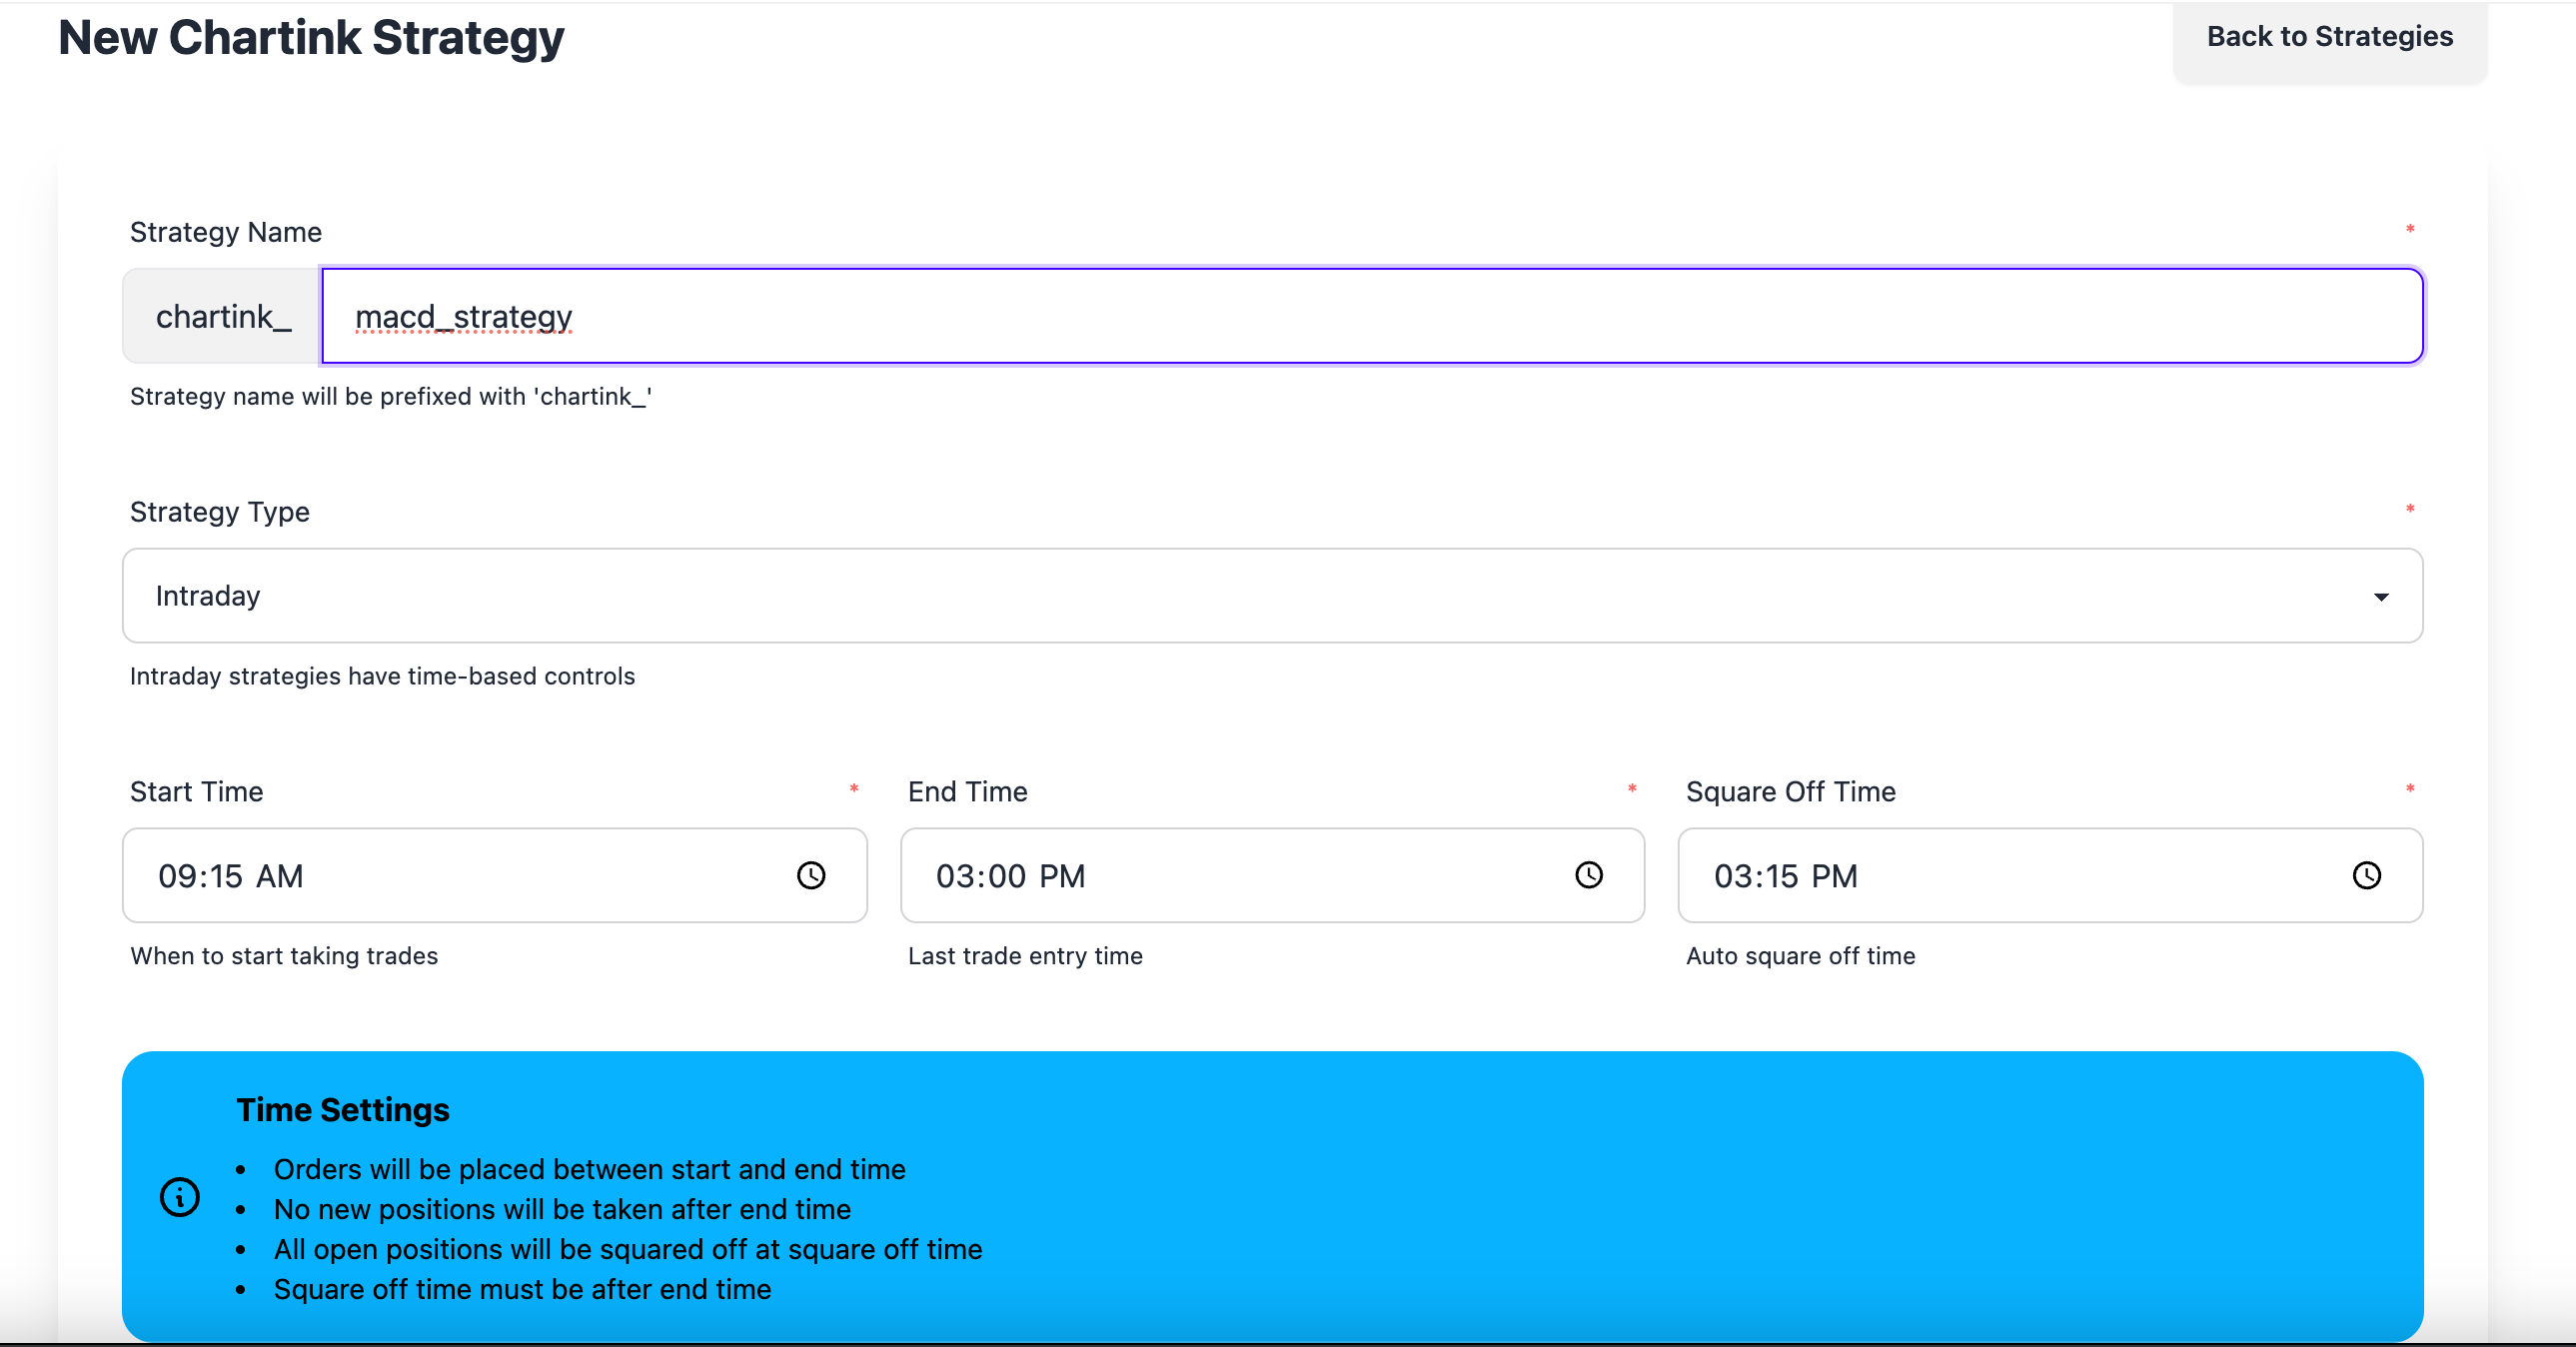 New Chartink Strategy
Back to Strategies
Strategy Name *
chartink_ macd_strategy
Strategy name will be prefixed with 'chartink_'
Strategy Type *
Intraday
Intraday strategies have time-based controls
Start Time * End Time * Square Off Time *
09:15 AM 03:00 PM 03:15 PM
When to start taking trades Last trade entry time Auto square off time
Time Settings
• Orders will be placed between start and end time
• No new positions will be taken after end time
• All open positions will be squared off at square off time
• Square off time must be after end time